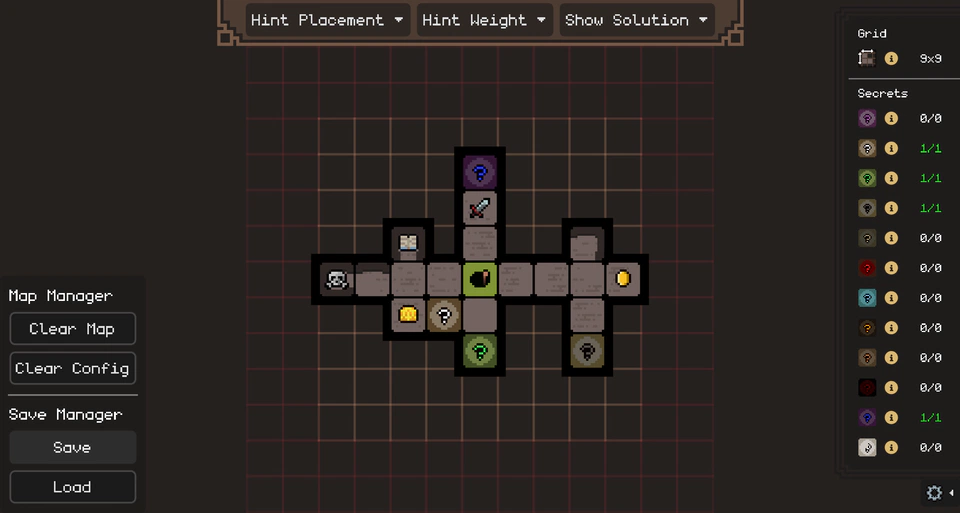 Hint Placement
Hint Weight
Show Solution
Grid
9x9
Secrets
0/0
1/1
1/1
1/1
0/0
0/0
0/0
0/0
0/0
0/0
1/1
0/0
Map Manager
Clear Map
Clear Config
Save Manager
Save
Load